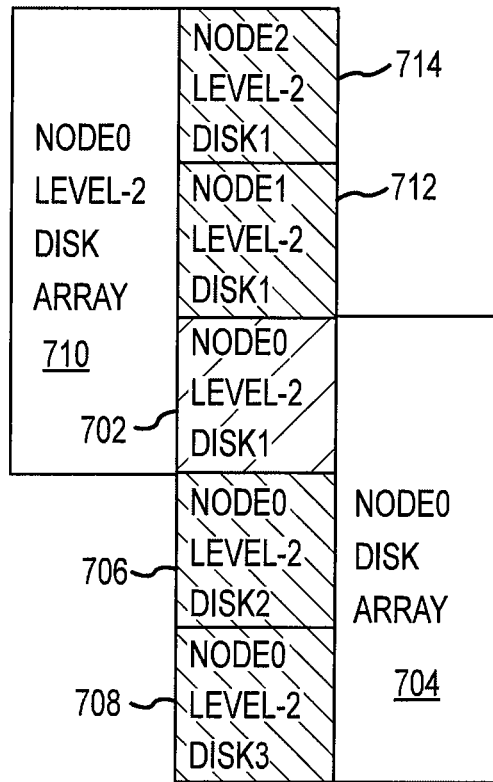 NODE2
LEVEL-2
DISK1
714
NODE0
LEVEL-2
DISK
ARRAY
710
NODE1
LEVEL-2
DISK1
712
NODE0
LEVEL-2
DISK1
702
NODE0
LEVEL-2
DISK2
706
NODE0
DISK
ARRAY
704
NODE0
LEVEL-2
DISK3
708